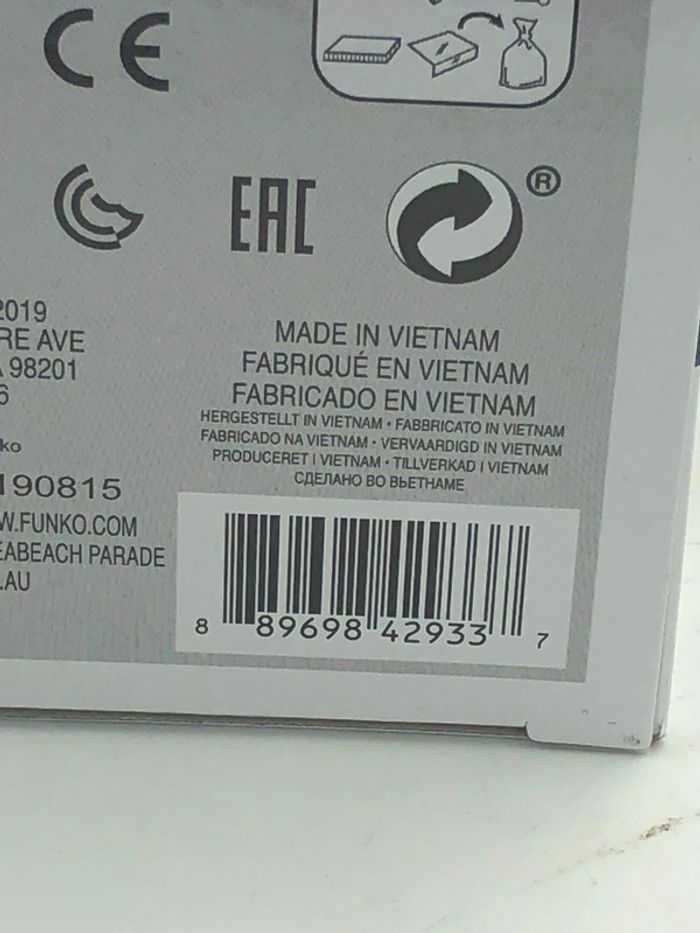 CE
EAC
®
2019
RE AVE
98201
6
ko
190815
W.FUNKO.COM
EABEACH PARADE
.AU
MADE IN VIETNAM
FABRIQUÉ EN VIETNAM
FABRICADO EN VIETNAM
HERGESTELLT IN VIETNAM • FABBRICATO IN VIETNAM
FABRICADO NA VIETNAM • VERVAARDIGD IN VIETNAM
PRODUCERET I VIETNAM • TILLVERKAD I VIETNAM
СДЕЛАНО ВО ВЬЕТНАМЕ
8 89698 42933 7